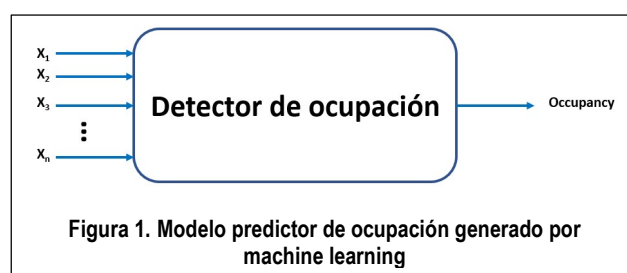 X1
X2
X3
⋮
Xn
Detector de ocupación
Occupancy
Figura 1. Modelo predictor de ocupación generado por
machine learning